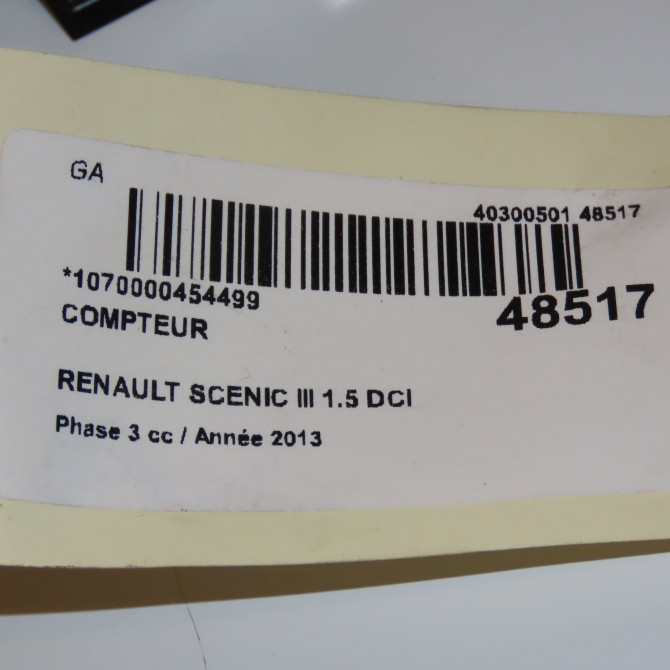 GA
40300501 48517
*1070000454499
48517
COMPTEUR
RENAULT SCENIC III 1.5 DCI
Phase 3 cc / Année 2013